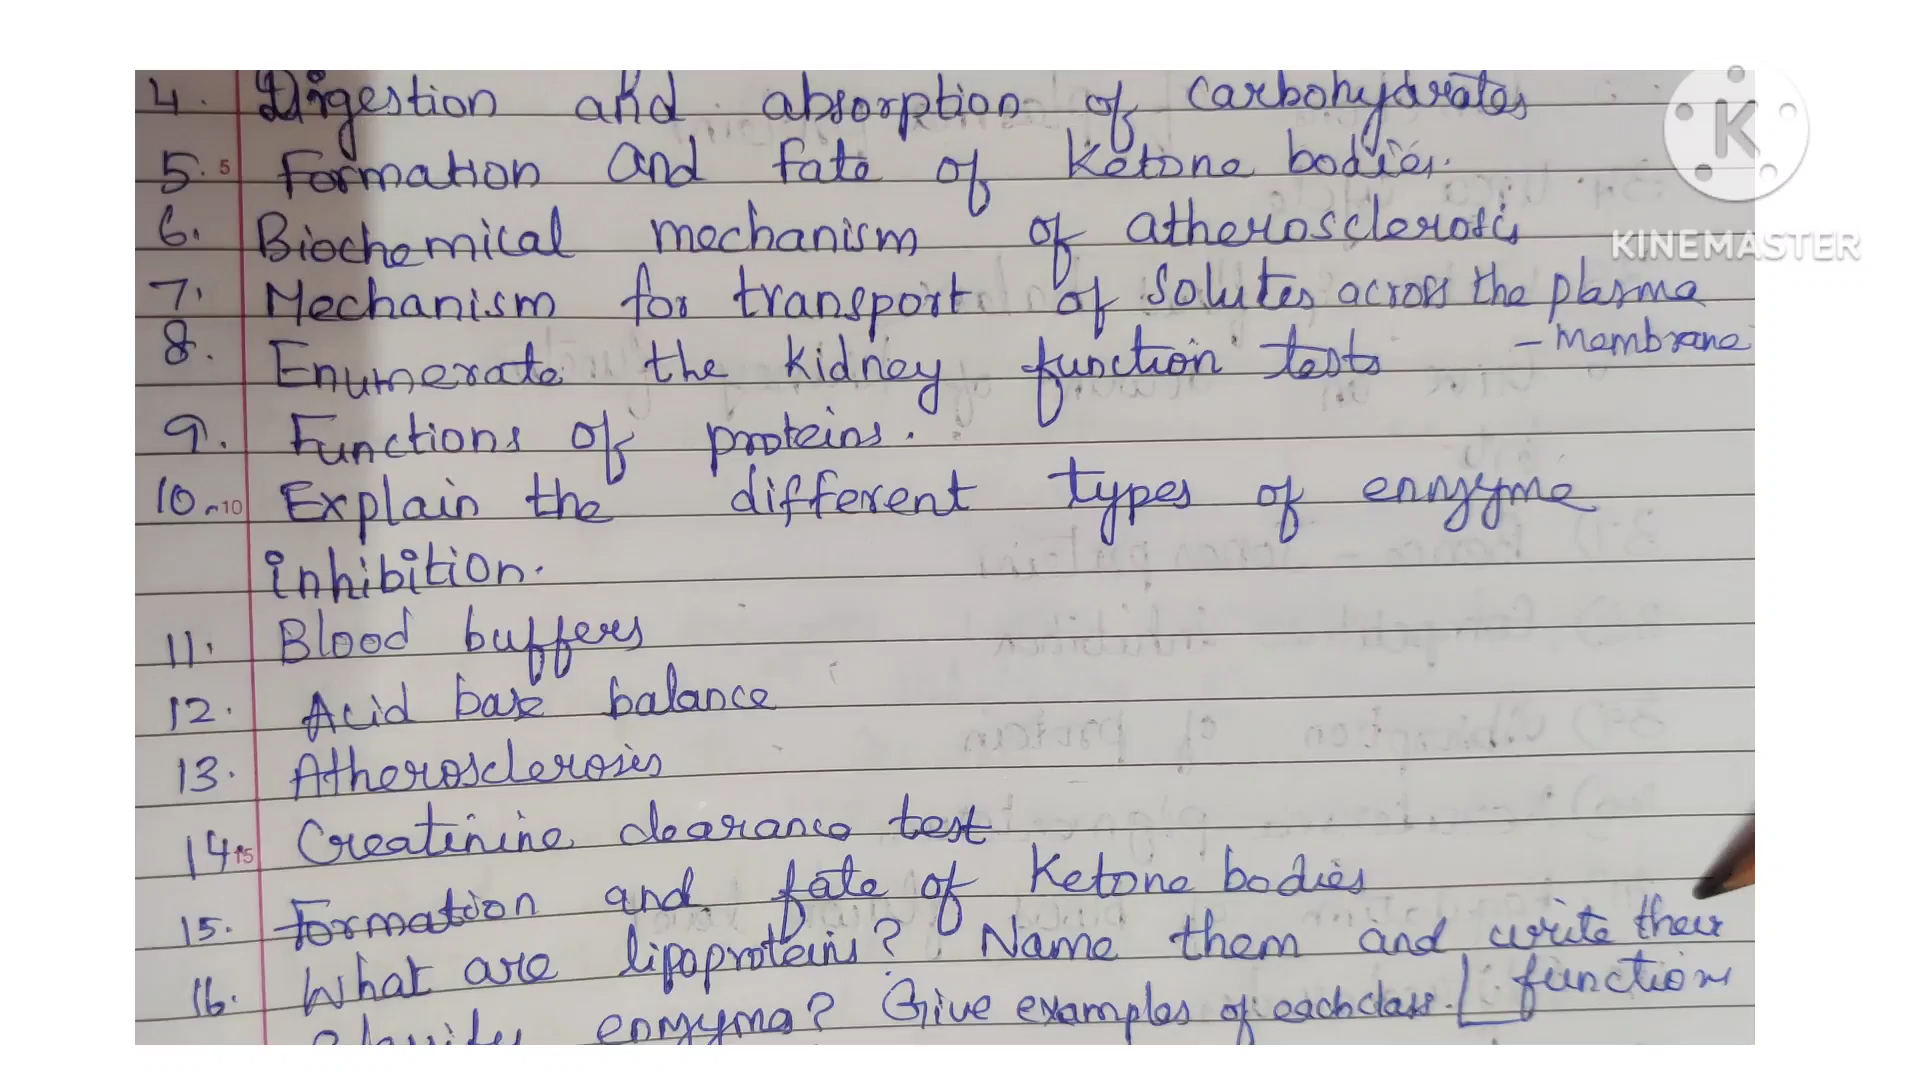 4. Digestion and absorption of carbohydrates
5. 5 Formation and fate of Ketone bodies.
6. Biochemical mechanism of atherosclerosis
7. Mechanism for transport of solutes across the plasma
- Membrane
8. Enumerate the kidney function tests
9. Functions of proteins.
10. 10 Explain the different types of enzyme
inhibition.
11. Blood buffers
12. Acid base balance
13. Atherosclerosis
14. 15 Creatinine clearance test
15. Formation and fate of Ketone bodies
What are lipoproteins? Name them and write their
function
16. enzyme? Give examples of each class.
K
KINEMASTER